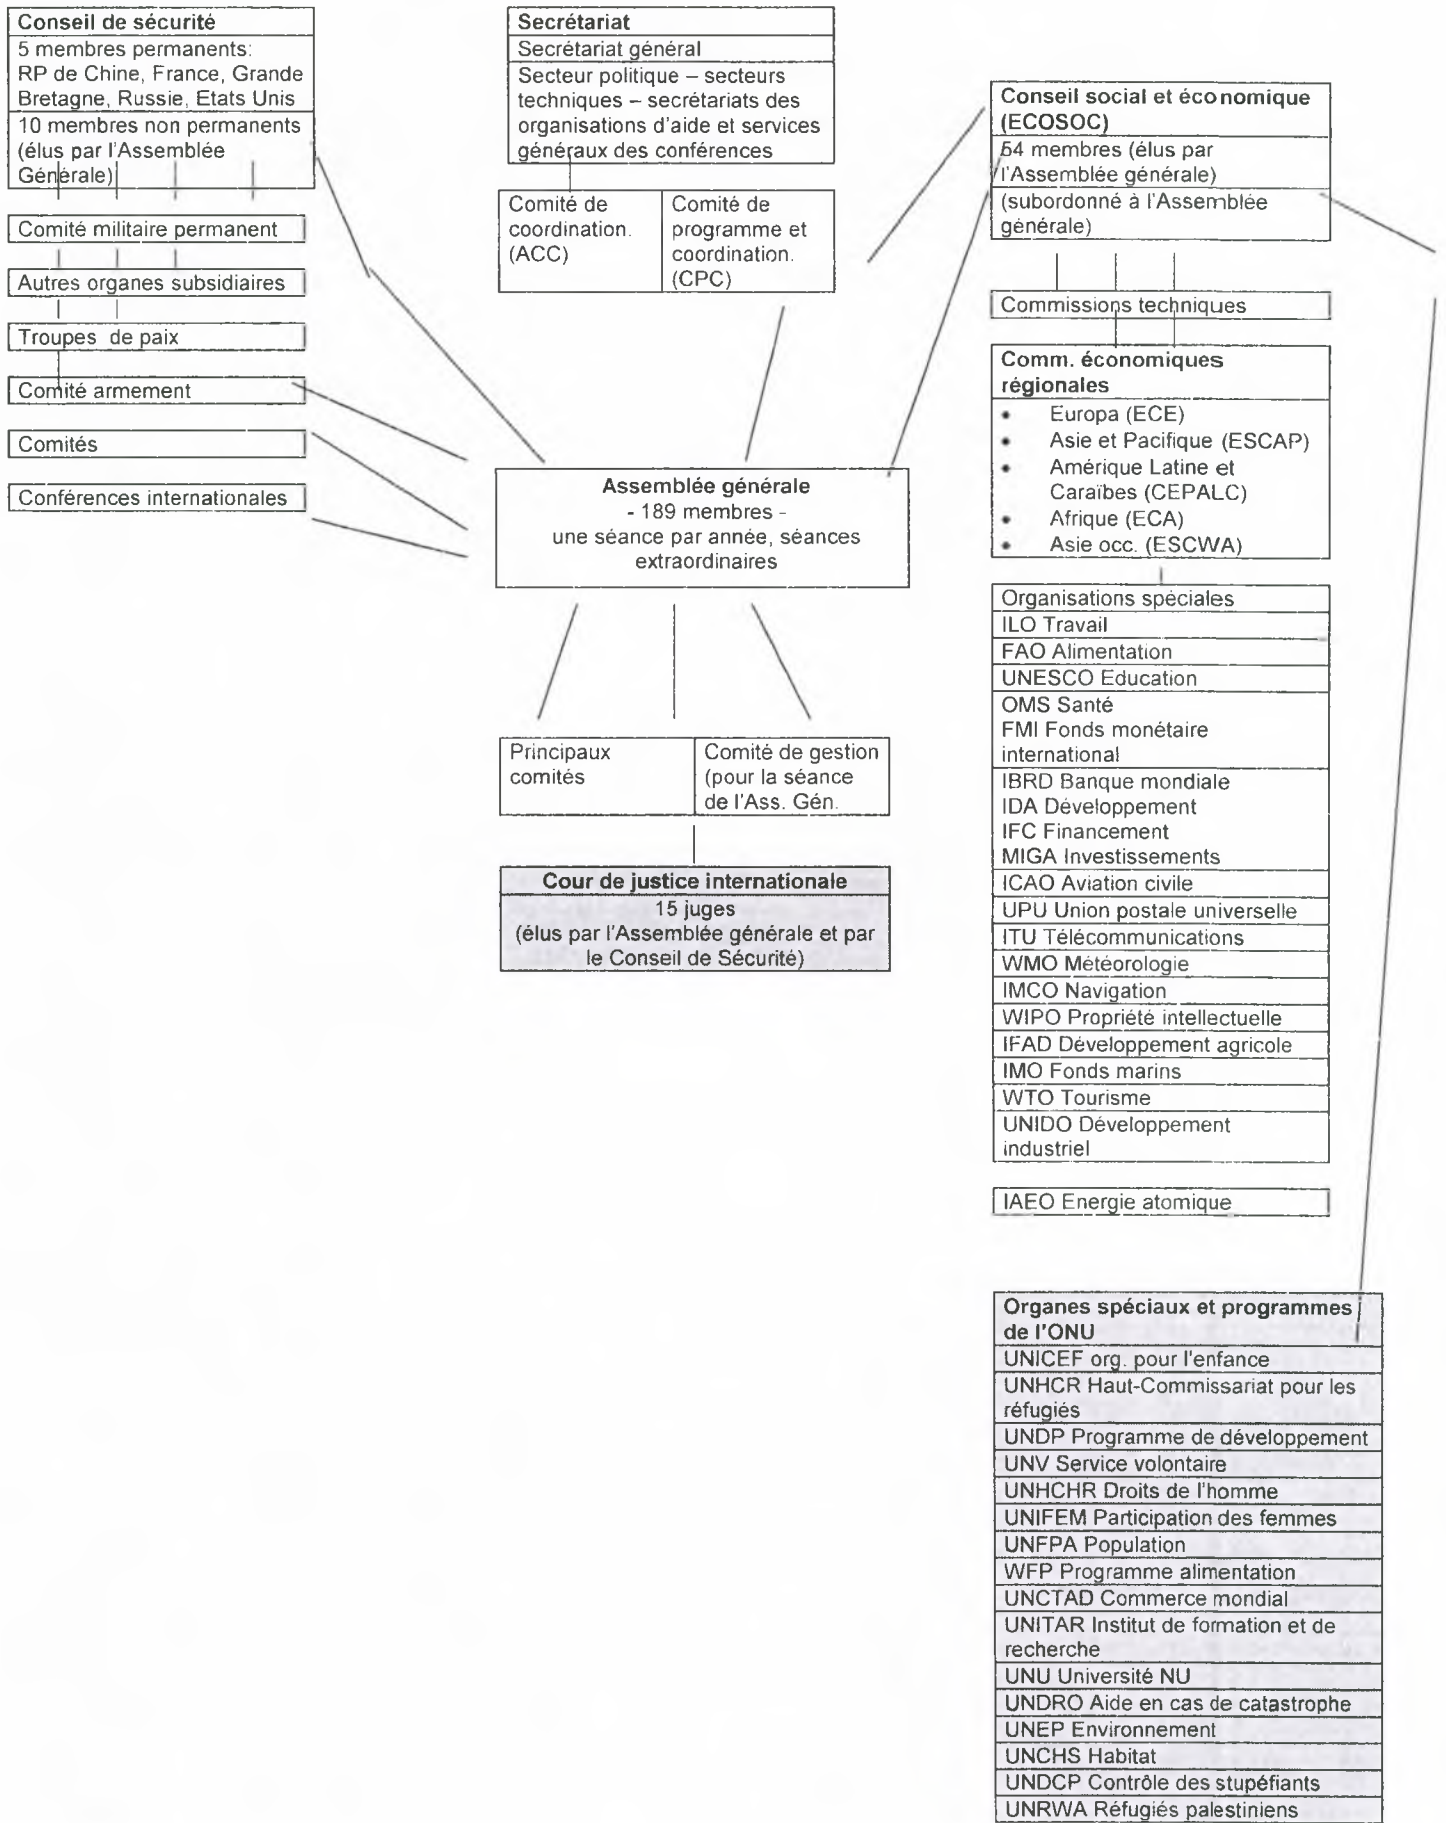 Conseil de sécurité
5 membres permanents:
RP de Chine, France, Grande
Bretagne, Russie, Etats Unis
10 membres non permanents
(élus par l'Assemblée
Générale)
Comité militaire permanent
Autres organes subsidiaires
Troupes de paix
Comité armement
Comités
Conférences internationales
Secrétariat
Secrétariat général
Secteur politique – secteurs
techniques – secrétariats des
organisations d'aide et services
généraux des conférences
Comité de
coordination.
(ACC)
Comité de
programme et
coordination.
(CPC)
Assemblée générale
- 189 membres -
une séance par année, séances
extraordinaires
Principaux
comités
Comité de gestion
(pour la séance
de l'Ass. Gén.
Cour de justice internationale
15 juges
(élus par l'Assemblée générale et par
le Conseil de Sécurité)
Conseil social et économique
(ECOSOC)
54 membres (élus par
l'Assemblée générale)
(subordonné à l'Assemblée
générale)
Commissions techniques
Comm. économiques
régionales
• Europa (ECE)
• Asie et Pacifique (ESCAP)
• Amérique Latine et
Caraïbes (CEPALC)
• Afrique (ECA)
• Asie occ. (ESCWA)
Organisations spéciales
ILO Travail
FAO Alimentation
UNESCO Education
OMS Santé
FMI Fonds monétaire
international
IBRD Banque mondiale
IDA Développement
IFC Financement
MIGA Investissements
ICAO Aviation civile
UPU Union postale universelle
ITU Télécommunications
WMO Météorologie
IMCO Navigation
WIPO Propriété intellectuelle
IFAD Développement agricole
IMO Fonds marins
WTO Tourisme
UNIDO Développement
industriel
IAEO Energie atomique
Organes spéciaux et programmes
de l'ONU
UNICEF org. pour l'enfance
UNHCR Haut-Commissariat pour les
réfugiés
UNDP Programme de développement
UNV Service volontaire
UNHCHR Droits de l'homme
UNIFEM Participation des femmes
UNFPA Population
WFP Programme alimentation
UNCTAD Commerce mondial
UNITAR Institut de formation et de
recherche
UNU Université NU
UNDRO Aide en cas de catastrophe
UNEP Environnement
UNCHS Habitat
UNDCP Contrôle des stupéfiants
UNRWA Réfugiés palestiniens